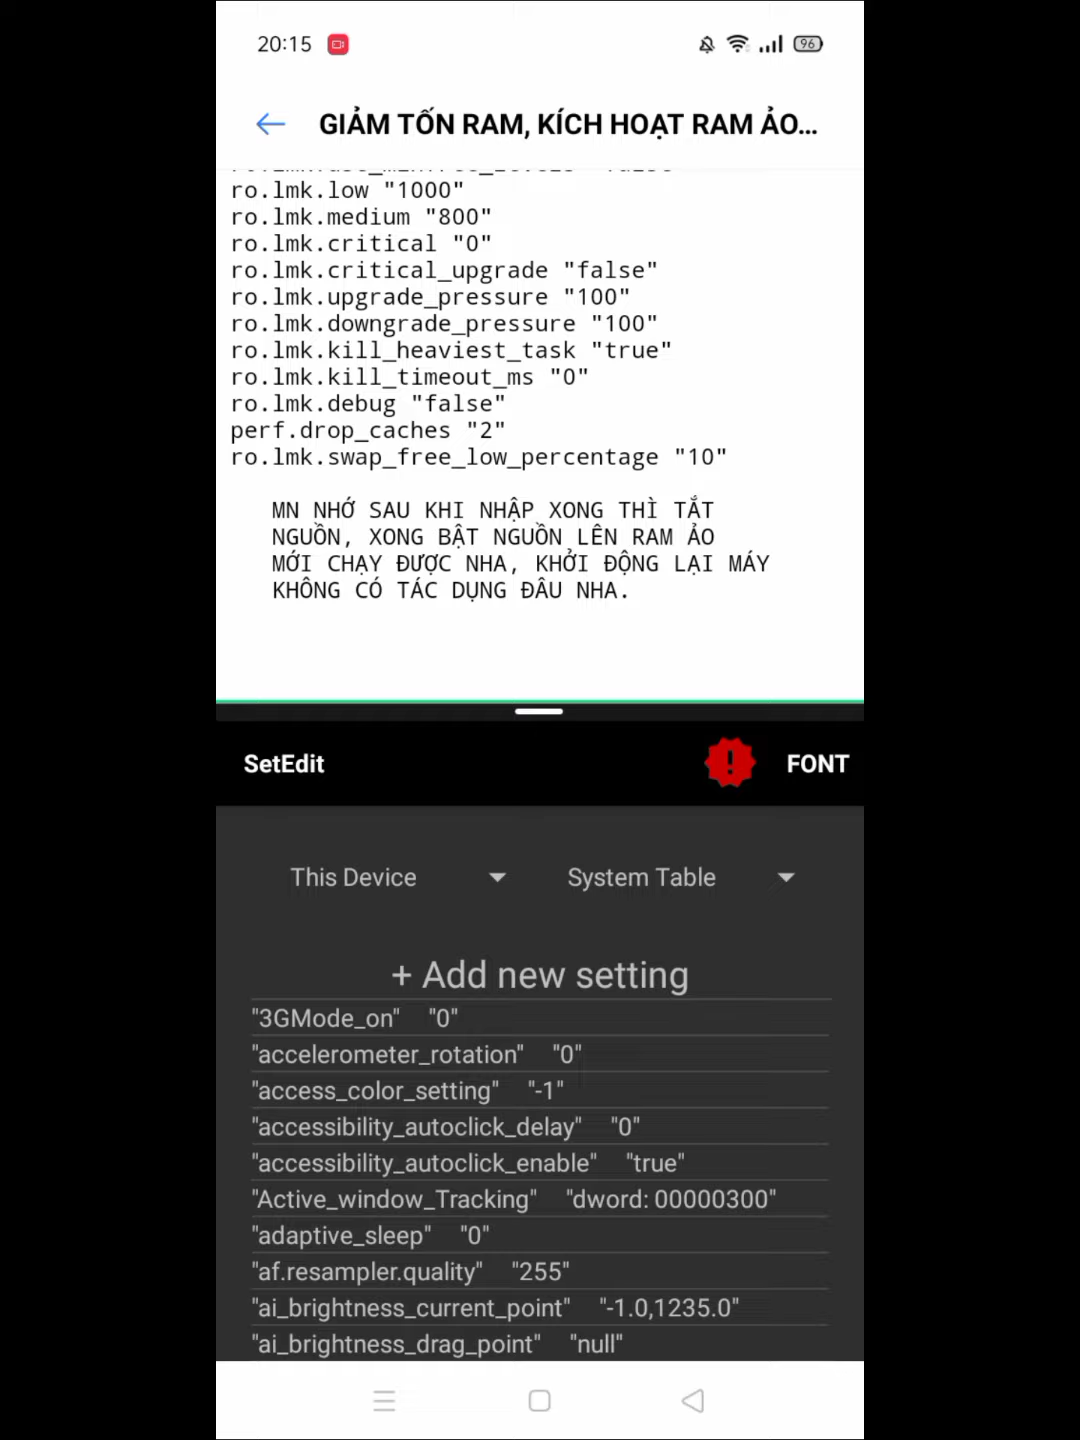 20:15
96
GIẢM TỐN RAM, KÍCH HOẠT RAM ẢO...
ro.lmk.low "1000"
ro.lmk.medium "800"
ro.lmk.critical "0"
ro.lmk.critical_upgrade "false"
ro.lmk.upgrade_pressure "100"
ro.lmk.downgrade_pressure "100"
ro.lmk.kill_heaviest_task "true"
ro.lmk.kill_timeout_ms "0"
ro.lmk.debug "false"
perf.drop_caches "2"
ro.lmk.swap_free_low_percentage "10"
MN NHỚ SAU KHI NHẬP XONG THÌ TẮT
NGUỒN, XONG BẬT NGUỒN LÊN RAM ẢO
MỚI CHẠY ĐƯỢC NHA, KHỞI ĐỘNG LẠI MÁY
KHÔNG CÓ TÁC DỤNG ĐÂU NHA.
SetEdit
FONT
This Device
System Table
+ Add new setting
"3GMode_on" "0"
"accelerometer_rotation" "0"
"access_color_setting" "-1"
"accessibility_autoclick_delay" "0"
"accessibility_autoclick_enable" "true"
"Active_window_Tracking" "dword: 00000300"
"adaptive_sleep" "0"
"af.resampler.quality" "255"
"ai_brightness_current_point" "-1.0,1235.0"
"ai_brightness_drag_point" "null"